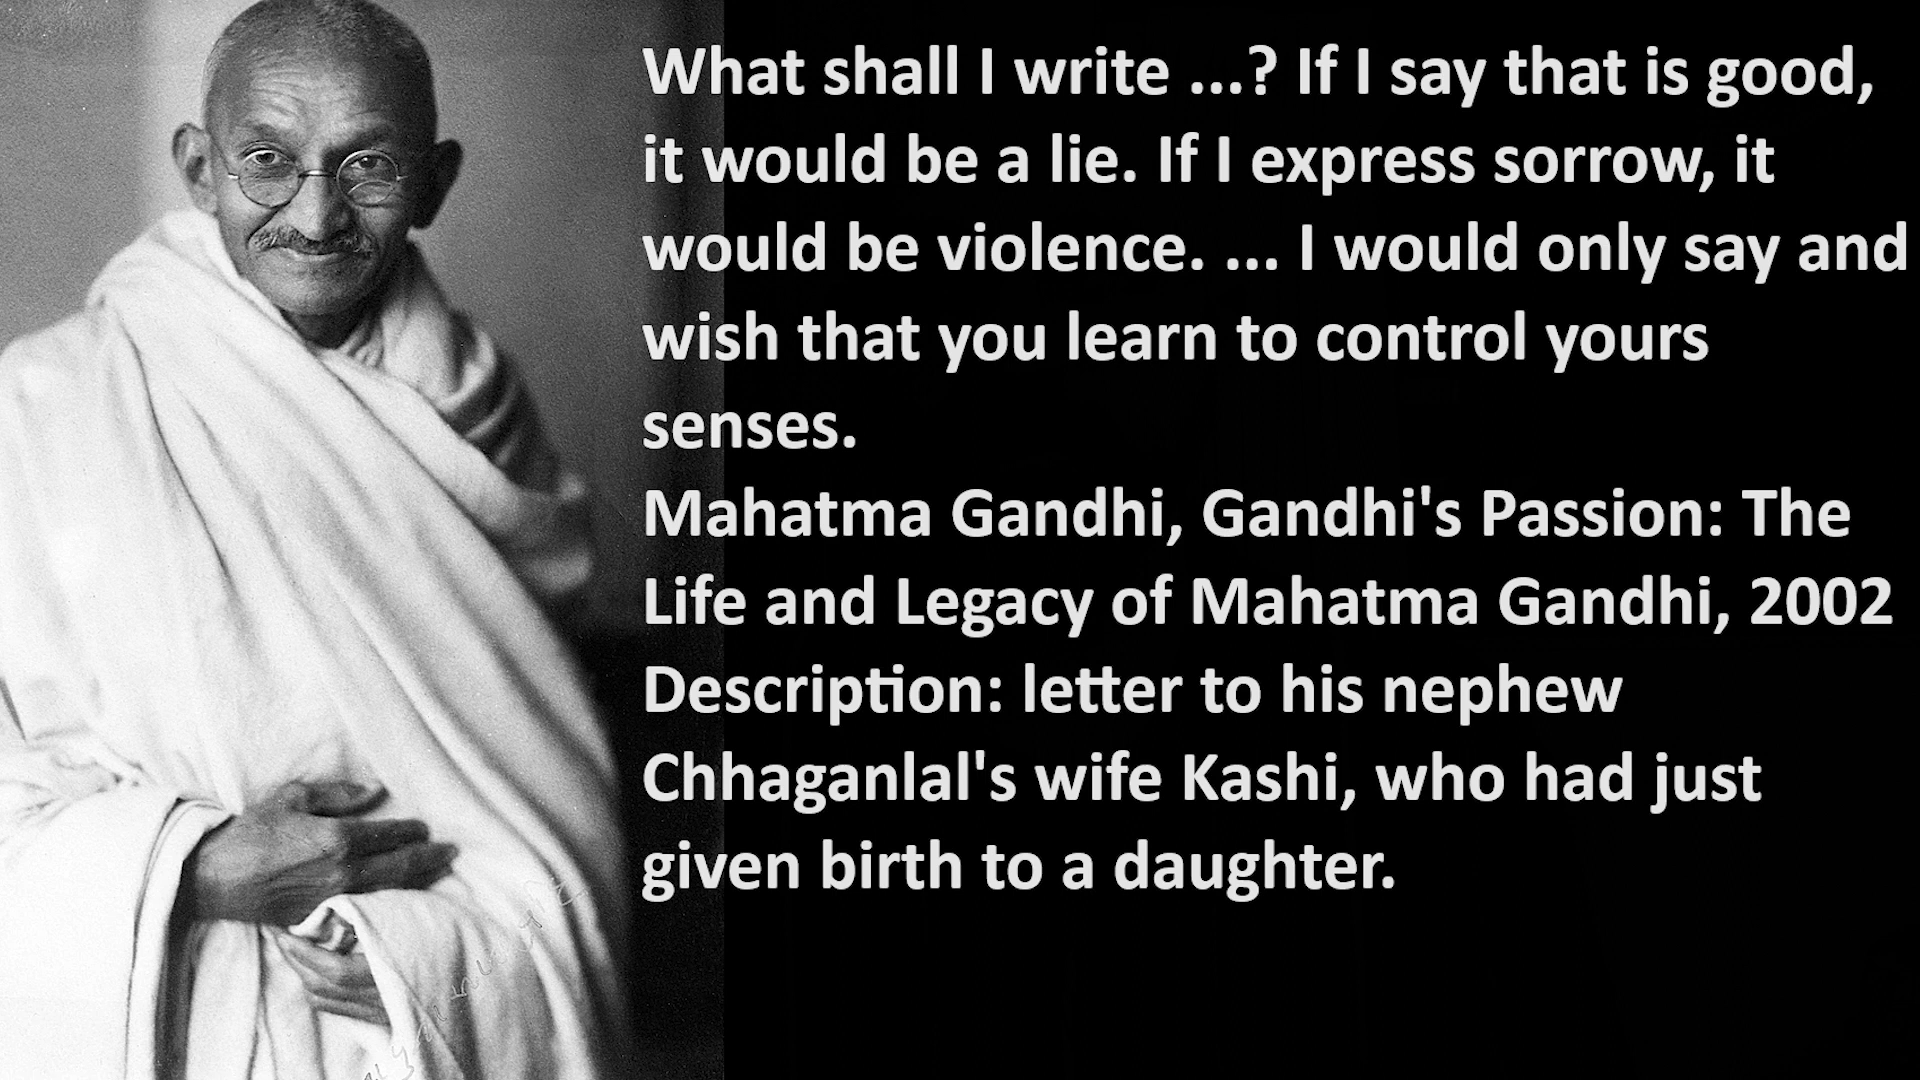 What shall I write ...? If I say that is good,
it would be a lie. If I express sorrow, it
would be violence. ... I would only say and
wish that you learn to control yours
senses.
Mahatma Gandhi, Gandhi's Passion: The
Life and Legacy of Mahatma Gandhi, 2002
Description: letter to his nephew
Chhaganlal's wife Kashi, who had just
given birth to a daughter.